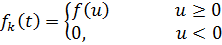 f_k(t) = { f(u)    u ≥ 0
0,    u < 0